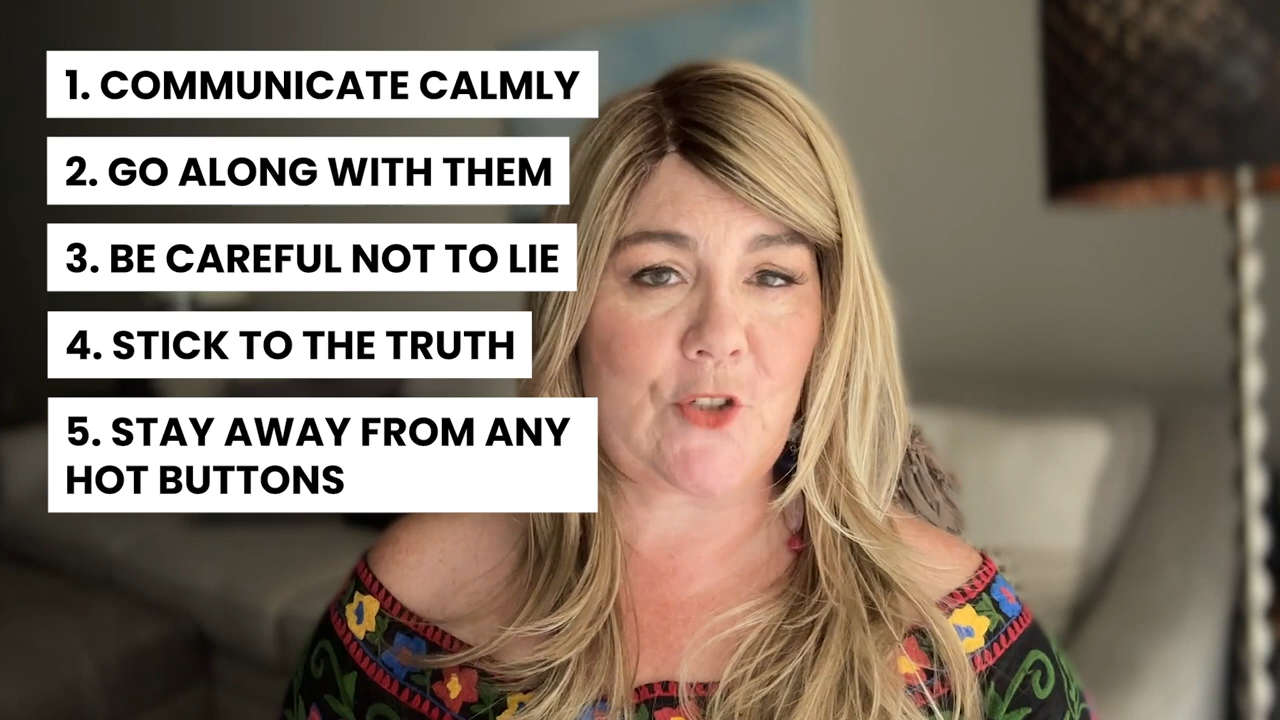 1. COMMUNICATE CALMLY
2. GO ALONG WITH THEM
3. BE CAREFUL NOT TO LIE
4. STICK TO THE TRUTH
5. STAY AWAY FROM ANY
HOT BUTTONS